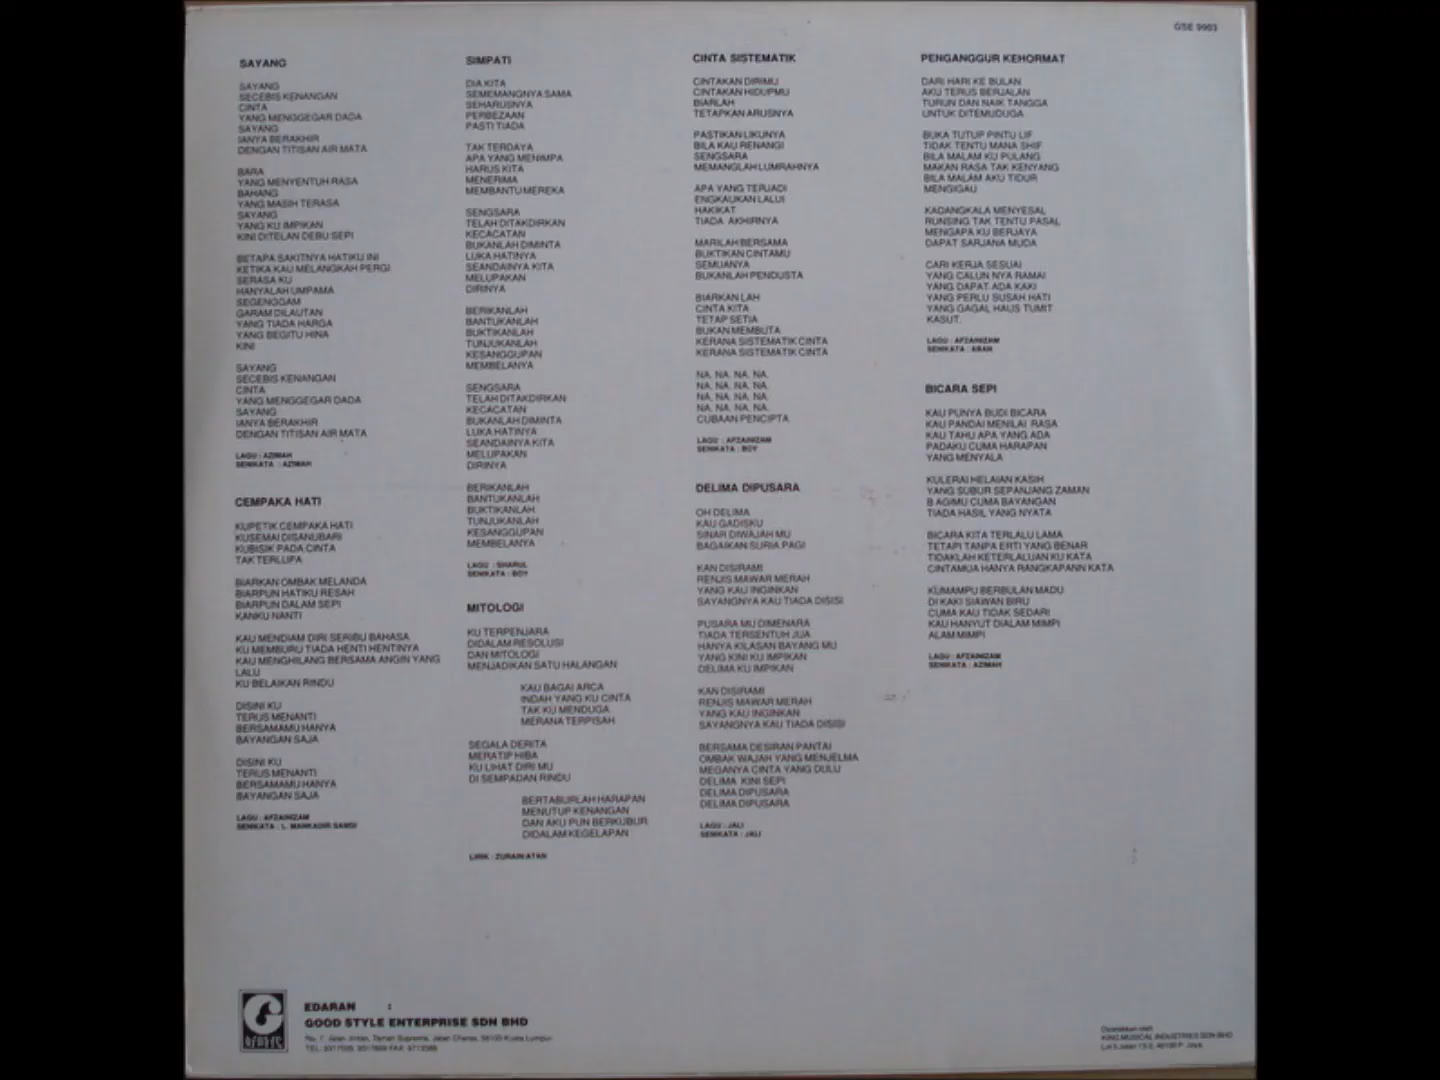 GSE 9903
SAYANG
SAYANG
SECEBIS KENANGAN
CINTA
YANG MENGGEGAR DADA
SAYANG
IANYA BERAKHIR
DENGAN TITISAN AIR MATA
BARA
YANG MENYENTUH RASA
BAHANG
YANG MASIH TERASA
SAYANG
YANG KU IMPIKAN
KINI DITELAN DEBU SEPI
BETAPA SAKITNYA HATIKU INI
KETIKA KAU MELANGKAH PERGI
SERASA KU
HANYALAH UMPAMA
SEGENGGAM
GARAM DILAUTAN
YANG TIADA HARGA
YANG BEGITU HINA
KINI
SAYANG
SECEBIS KENANGAN
CINTA
YANG MENGGEGAR DADA
SAYANG
IANYA BERAKHIR
DENGAN TITISAN AIR MATA
LAGU : AZIMAH
SENIKATA : AZIMAH
CEMPAKA HATI
KUPETIK CEMPAKA HATI
KUSEMAI DISANUBARI
KUBISIK PADA CINTA
TAK TERLUPA
BIARKAN OMBAK MELANDA
BIARPUN HATIKU RESAH
BIARPUN DALAM SEPI
KANKU NANTI
KAU MENDIAM DIRI SERIBU BAHASA
KU MEMBURU TIADA HENTI HENTINYA
KAU MENGHILANG BERSAMA ANGIN YANG
LALU
KU BELAIKAN RINDU
DISINI KU
TERUS MENANTI
BERSAMAMU HANYA
BAYANGAN SAJA
DISINI KU
TERUS MENANTI
BERSAMAMU HANYA
BAYANGAN SAJA
LAGU : AFZAINIZAM
SENIKATA : L.
SIMPATI
DIA KITA
SEMEMANGNYA SAMA
SEHARUSNYA
PERBEZAAN
PASTI TIADA
TAK TERDAYA
APA YANG MENIMPA
HARUS KITA
MENERIMA
MEMBANTU MEREKA
SENGSARA
TELAH DITAKDIRKAN
KECACATAN
BUKANLAH DIMINTA
LUKA HATINYA
SEANDAINYA KITA
MELUPAKAN
DIRINYA
BERIKANLAH
BANTUKANLAH
BUKTIKANLAH
TUNJUKANLAH
KESANGGUPAN
MEMBELANYA
SENGSARA
TELAH DITAKDIRKAN
KECACATAN
BUKANLAH DIMINTA
LUKA HATINYA
SEANDAINYA KITA
MELUPAKAN
DIRINYA
BERIKANLAH
BANTUKANLAH
BUKTIKANLAH
TUNJUKANLAH
KESANGGUPAN
MEMBELANYA
LAGU : SHARUL
SENIKATA : BOY
MITOLOGI
KU TERPENJARA
DIDALAM RESOLUSI
DAN MITOLOGI
MENJADIKAN SATU HALANGAN
KAU BAGAI ARCA
INDAH YANG KU CINTA
TAK KU MENDUGA
MERANA TERPISAH
SEGALA DERITA
MERATIP HIBA
KU LIHAT DIRI MU
DI SEMPADAN RINDU
BERTABURLAH HARAPAN
MENUTUP KENANGAN
DAN AKU PUN BERKUBUR
DIDALAM KEGELAPAN
LIRIK : ZURAIN ATAN
CINTA SISTEMATIK
CINTAKAN DIRIMU
CINTAKAN HIDUPMU
BIARLAH
TETAPKAN ARUSNYA
PASTIKAN LIKUNYA
BILA KAU RENANGI
SENGSARA
MEMANGLAH LUMRAHNYA
APA YANG TERJADI
ENGKAUKAN LALUI
HAKIKAT
TIADA AKHIRNYA
MARILAH BERSAMA
BUKTIKAN CINTAMU
SEMUANYA
BUKANLAH PENDUSTA
BIARKAN LAH
CINTA KITA
TETAP SETIA
BUKAN MEMBUTA
KERANA SISTEMATIK CINTA
KERANA SISTEMATIK CINTA
NA, NA, NA, NA.
NA, NA, NA, NA.
NA, NA, NA, NA.
NA, NA, NA, NA.
CUBAAN PENCIPTA
LAGU : AFZAINIZAM
SENIKATA : BOY
DELIMA DIPUSARA
OH DELIMA
KAU GADISKU
SINAR DIWAJAH MU
BAGAIKAN SURIA PAGI
KAN DISIRAMI
RENJIS MAWAR MERAH
YANG KAU INGINKAN
SAYANGNYA KAU TIADA DISISI
PUSARA MU DIMENARA
TIADA TERSENTUH JUA
HANYA KILASAN BAYANG MU
YANG KINI KU IMPIKAN
DELIMA KU IMPIKAN
KAN DISIRAMI
RENJIS MAWAR MERAH
YANG KAU INGINKAN
SAYANGNYA KAU TIADA DISISI
BERSAMA DESIRAN PANTAI
OMBAK WAJAH YANG MENJELMA
MEGANYA CINTA YANG DULU
DELIMA KINI SEPI
DELIMA DIPUSARA
DELIMA DIPUSARA
LAGU : JALI
SENIKATA : JALI
PENGANGGUR KEHORMAT
DARI HARI KE BULAN
AKU TERUS BERJALAN
TURUN DAN NAIK TANGGA
UNTUK DITEMUDUGA
BUKA TUTUP PINTU LIF
TIDAK TENTU MANA SHIF
BILA MALAM KU PULANG
MAKAN RASA TAK KENYANG
BILA MALAM AKU TIDUR
MENGIGAU
KADANGKALA MENYESAL
RUNSING TAK TENTU PASAL
MENGAPA KU BERJAYA
DAPAT SARJANA MUDA
CARI KERJA SESUAI
YANG CALUN NYA RAMAI
YANG DAPAT ADA KAKI
YANG PERLU SUSAH HATI
YANG GAGAL HAUS TUMIT
KASUT.
LAGU : AFZAINIZAM
SENIKATA : ABAN
BICARA SEPI
KAU PUNYA BUDI BICARA
KAU PANDAI MENILAI RASA
KAU TAHU APA YANG ADA
PADAKU CUMA HARAPAN
YANG MENYALA
KULERAI HELAIAN KASIH
YANG SUBUR SEPANJANG ZAMAN
B AGIMU CUMA BAYANGAN
TIADA HASIL YANG NYATA
BICARA KITA TERLALU LAMA
TETAPI TANPA ERTI YANG BENAR
TIDAKLAH KETERLALUAN KU KATA
CINTAMUA HANYA RANGKAPANN KATA
KUMAMPU BERBULAN MADU
DI KAKI SIAWAN BIRU
CUMA KAU TIDAK SEDARI
KAU HANYUT DIALAM MIMPI
ALAM MIMPI
LAGU : AFZAINIZAM
SENIKATA : AZIMAH
EDARAN :
GOOD STYLE ENTERPRISE SDN BHD
No. 7, Jalan Jintan, Taman Supreme, Jalan Cheras, 56100 Kuala Lumpur
KING MUSICAL INDUSTRIES SDN BHD